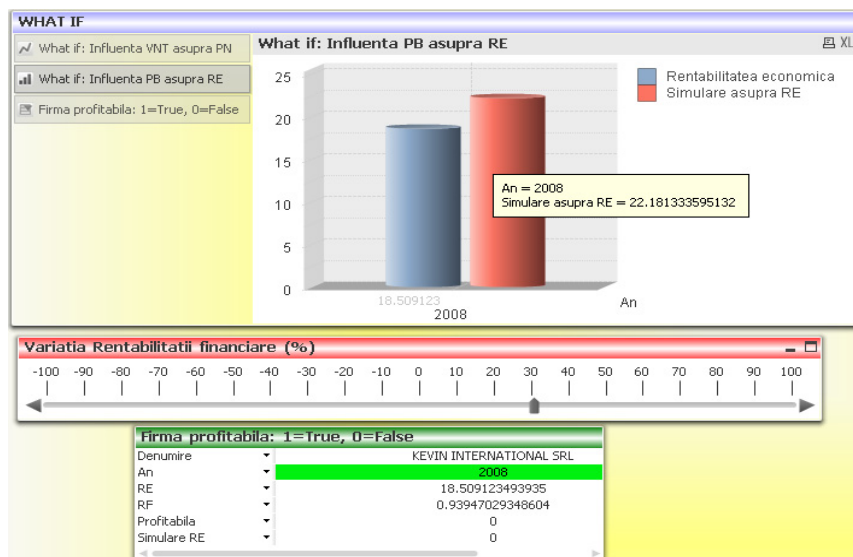 WHAT IF
What if: Influenta VNT asupra PN
What if: Influenta PB asupra RE
Firma profitabila: 1=True, 0=False
What if: Influenta PB asupra RE
XL
25
20
15
10
5
0
Rentabilitatea economica
Simulare asupra RE
An = 2008
Simulare asupra RE = 22.181333595132
18.509123
2008
An
Variatia Rentabilitatii financiare (%)
-100 -90 -80 -70 -60 -50 -40 -30 -20 -10 0 10 20 30 40 50 60 70 80 90 100
Firma profitabila: 1=True, 0=False
Denumire KEVIN INTERNATIONAL SRL
An 2008
RE 18.509123493935
RF 0.93947029348604
Profitabila 0
Simulare RE 0